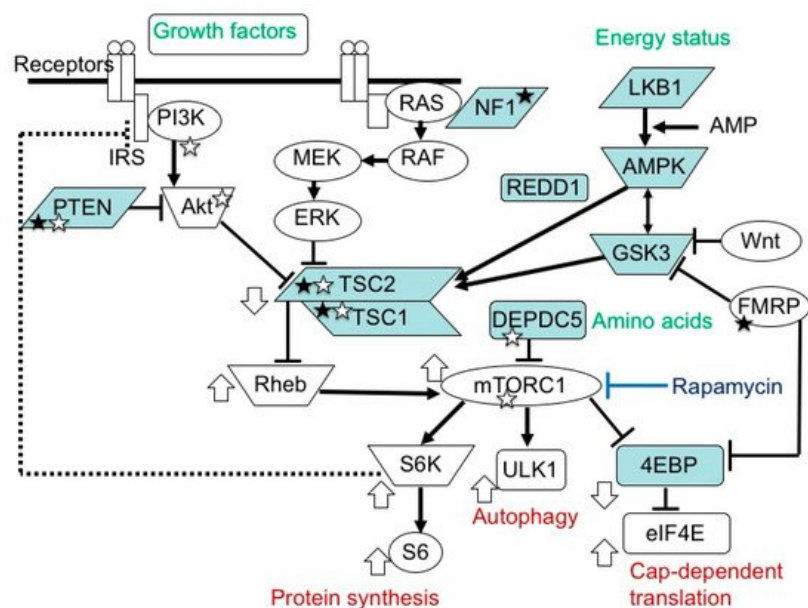 Growth factors
Energy status
Receptors
LKB1
RAS
NF1
PI3K
AMP
IRS
MEK
RAF
AMPK
REDD1
PTEN
Akt
ERK
GSK3
Wnt
TSC2
FMRP
TSC1
DEPDC5
Amino acids
Rheb
mTORC1
Rapamycin
S6K
ULK1
4EBP
Autophagy
eIF4E
S6
Protein synthesis
Cap-dependent
translation